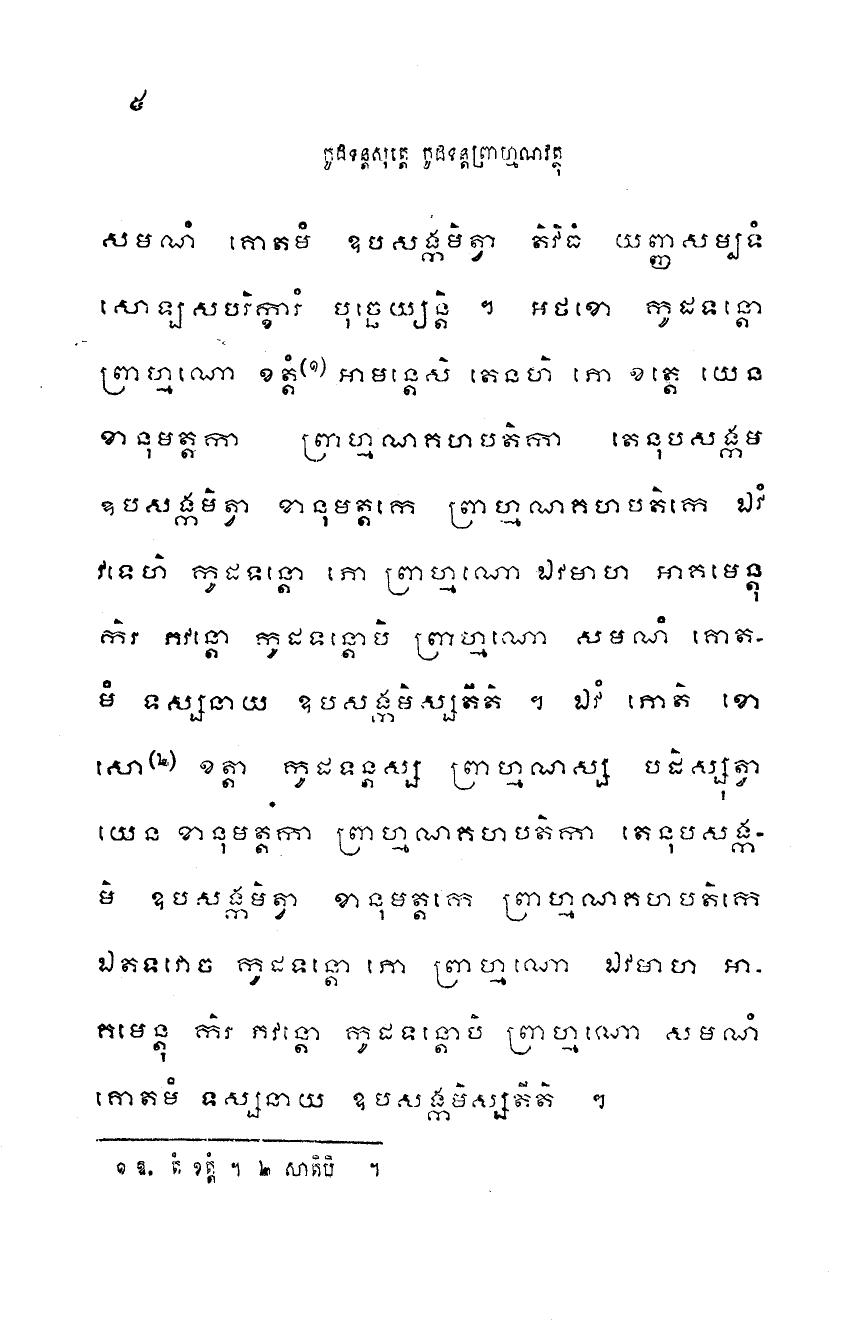 ៤
កូដទន្តសុត្តេ កូដទន្តព្រាហ្មណវត្ថុ
សមណំ គោតមំ ឧបសង្កមិត្វា តិវិធំ យញ្ញសម្បទំ
សោឡសបរិក្ខារំ បុច្ឆេយ្យន្តិ ។ អថខោ កូដទន្តោ
ព្រាហ្មណោ ខត្តំ(១) អាមន្តេសិ តេនហិ ភោ ខត្តេ យេន
ខានុមត្តកា ព្រាហ្មណគហបតិកា តេនុបសង្កម
ឧបសង្កមិត្វា ខានុមត្តកេ ព្រាហ្មណគហបតិកេ ឯវំ
វទេហិ កូដទន្តោ ភោ ព្រាហ្មណោ ឯវមាហ អាគមេន្តុ
កិរ ភវន្តោ កូដទន្តោបិ ព្រាហ្មណោ សមណំ គោត-
មំ ទស្សនាយ ឧបសង្កមិស្សតីតិ ។ ឯវំ ភោតិ ខោ
សោ(២) ខត្តា កូដទន្តស្ស ព្រាហ្មណស្ស បដិស្សុត្វា
យេន ខានុមត្តកា ព្រាហ្មណគហបតិកា តេនុបសង្ក-
មិ ឧបសង្កមិត្វា ខានុមត្តកេ ព្រាហ្មណគហបតិកេ
ឯតទវោច កូដទន្តោ ភោ ព្រាហ្មណោ ឯវមាហ អា-
គមេន្តុ កិរ ភវន្តោ កូដទន្តោបិ ព្រាហ្មណោ សមណំ
គោតមំ ទស្សនាយ ឧបសង្កមិស្សតីតិ ។
១ ឱ. តំ ខត្តំ ។ ២ សាតិបិ ។